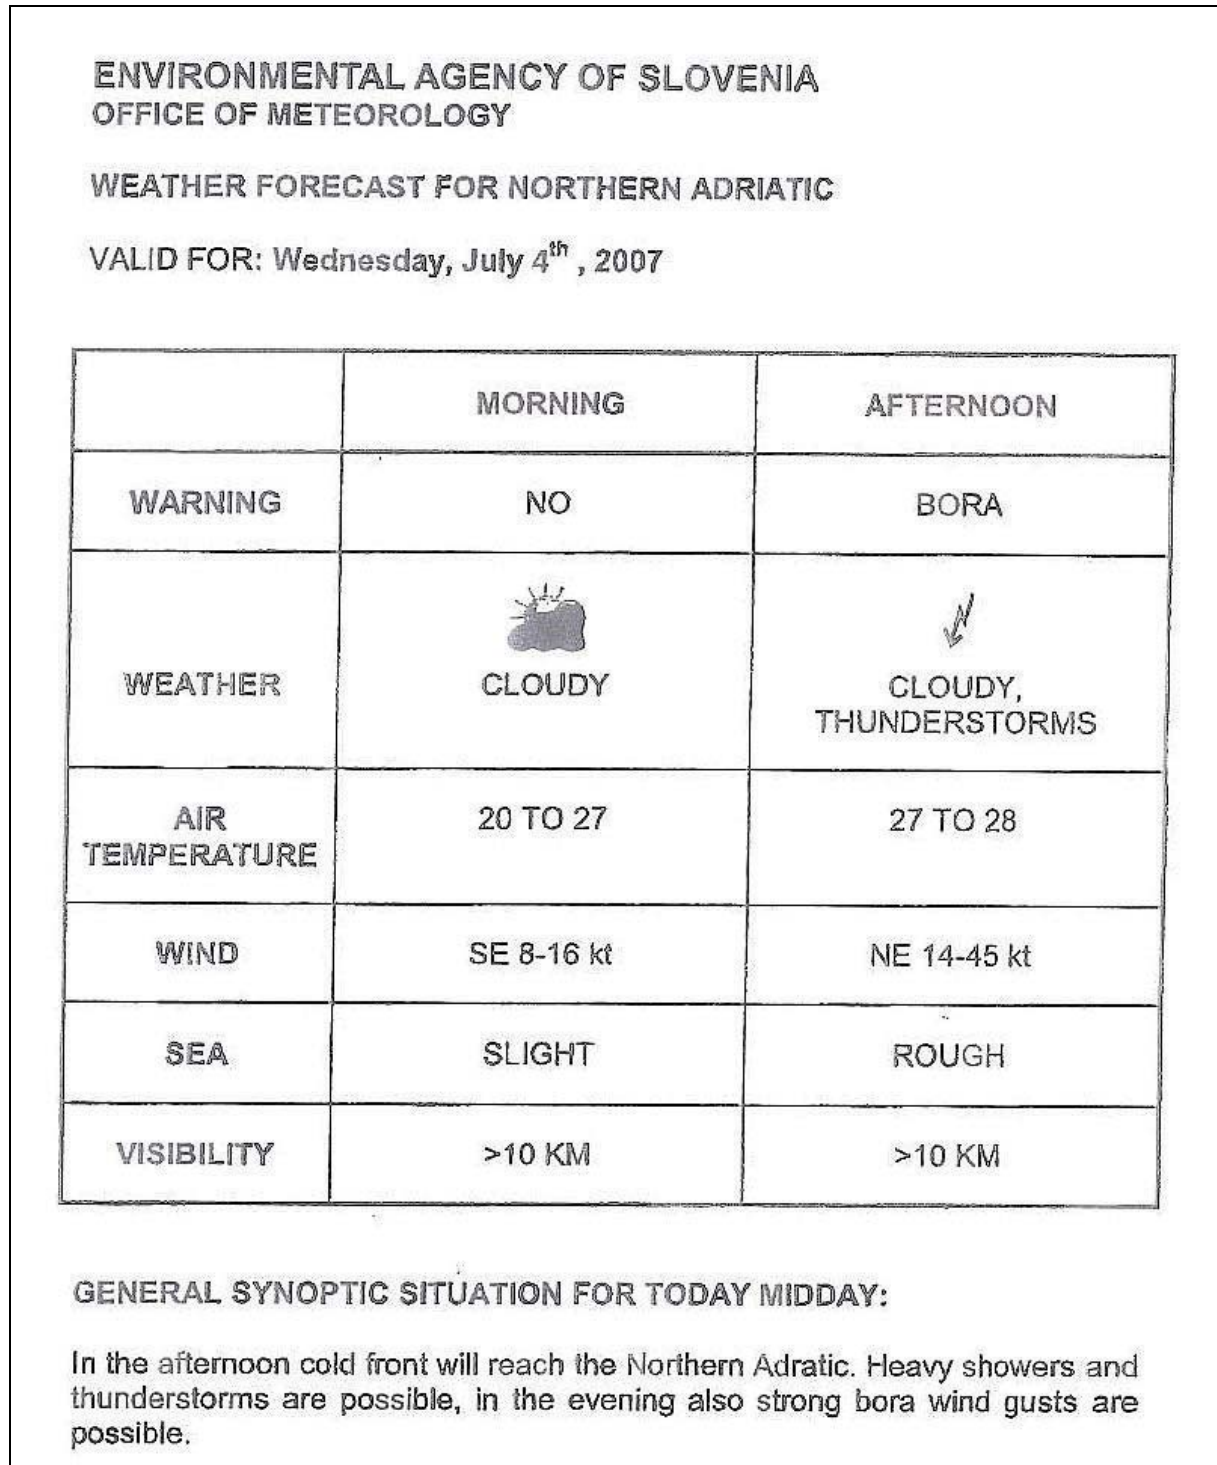 ENVIRONMENTAL AGENCY OF SLOVENIA
OFFICE OF METEOROLOGY
WEATHER FORECAST FOR NORTHERN ADRIATIC
VALID FOR: Wednesday, July 4th , 2007
MORNING AFTERNOON
WARNING NO BORA
WEATHER CLOUDY CLOUDY,
THUNDERSTORMS
AIR 20 TO 27 27 TO 28
TEMPERATURE
WIND SE 8-16 kt NE 14-45 kt
SEA SLIGHT ROUGH
VISIBILITY >10 KM >10 KM
GENERAL SYNOPTIC SITUATION FOR TODAY MIDDAY:
In the afternoon cold front will reach the Northern Adratic. Heavy showers and
thunderstorms are possible, in the evening also strong bora wind gusts are
possible.